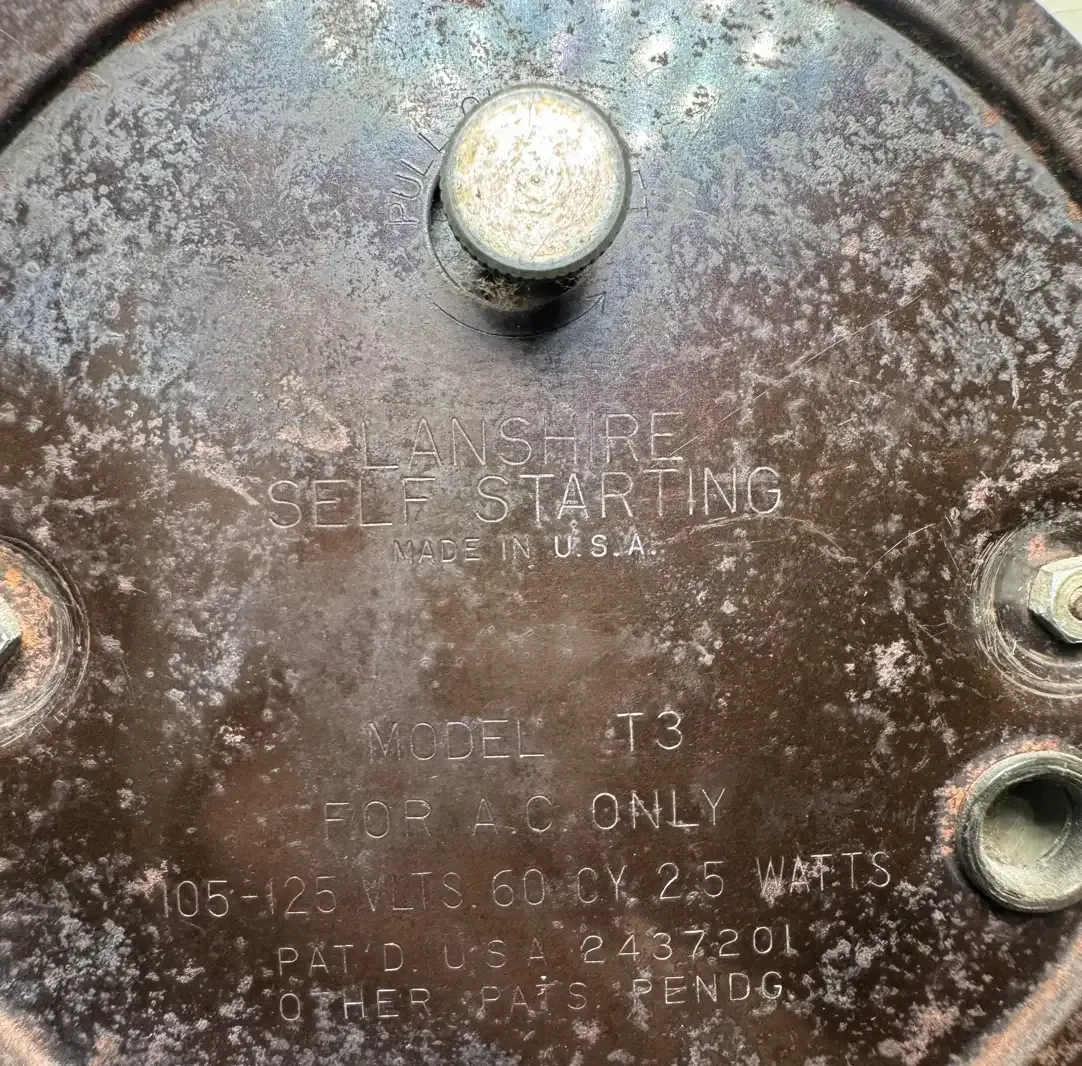 PULL
LANSHIRE
SELF STARTING
MADE IN U.S.A.
MODEL T3
FOR A.C. ONLY
105-125 VLTS. 60 CY. 2.5 WATTS
PAT'D. U.S.A. 2437201
OTHER PATS. PENDG.